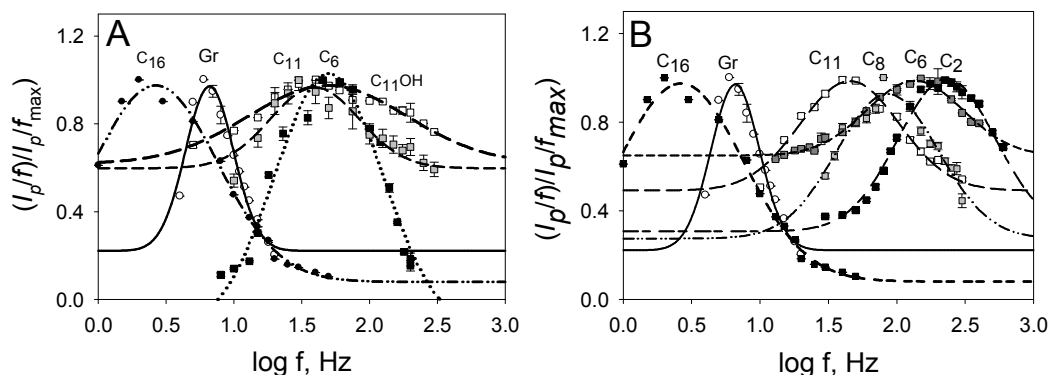 A
B
C16
Gr
C11
C6
C11OH
C16
Gr
C11
C8
C6
C2
(Ip/f)/Ip/fmax)
1.2
0.8
0.4
0.0
0.0 0.5 1.0 1.5 2.0 2.5 3.0
log f, Hz
(Ip/f)/Ip/fmax)
1.2
0.8
0.4
0.0
0.0 0.5 1.0 1.5 2.0 2.5 3.0
log f, Hz